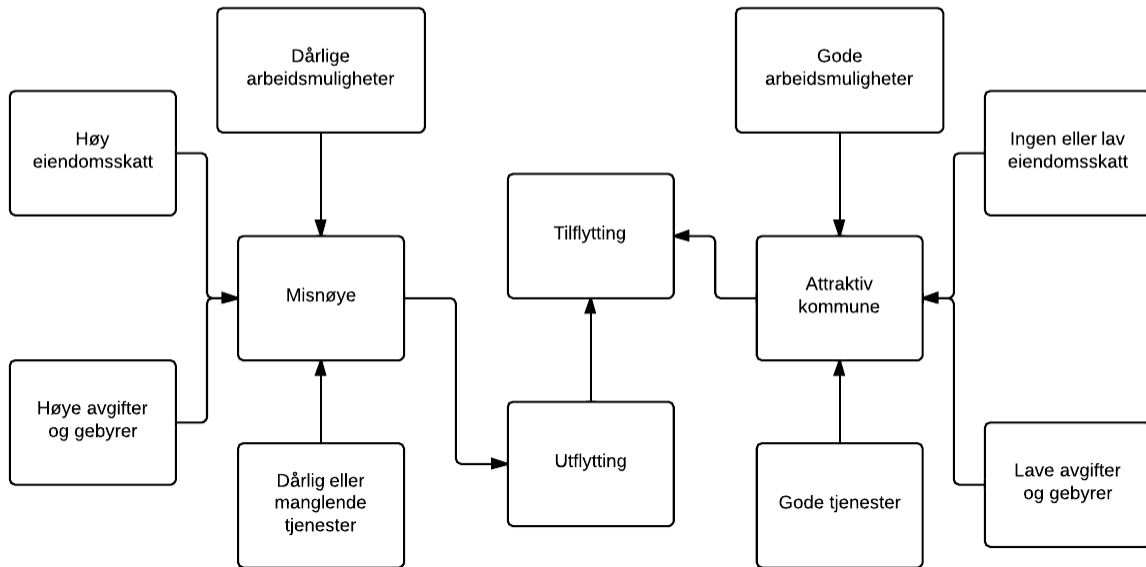 Dårlige
arbeidsmuligheter
Gode
arbeidsmuligheter
Høy
eiendomsskatt
Ingen eller lav
eiendomsskatt
Tilflytting
Misnøye
Attraktiv
kommune
Høye avgifter
og gebyrer
Dårlig eller
manglende
tjenester
Utflytting
Gode tjenester
Lave avgifter
og gebyrer